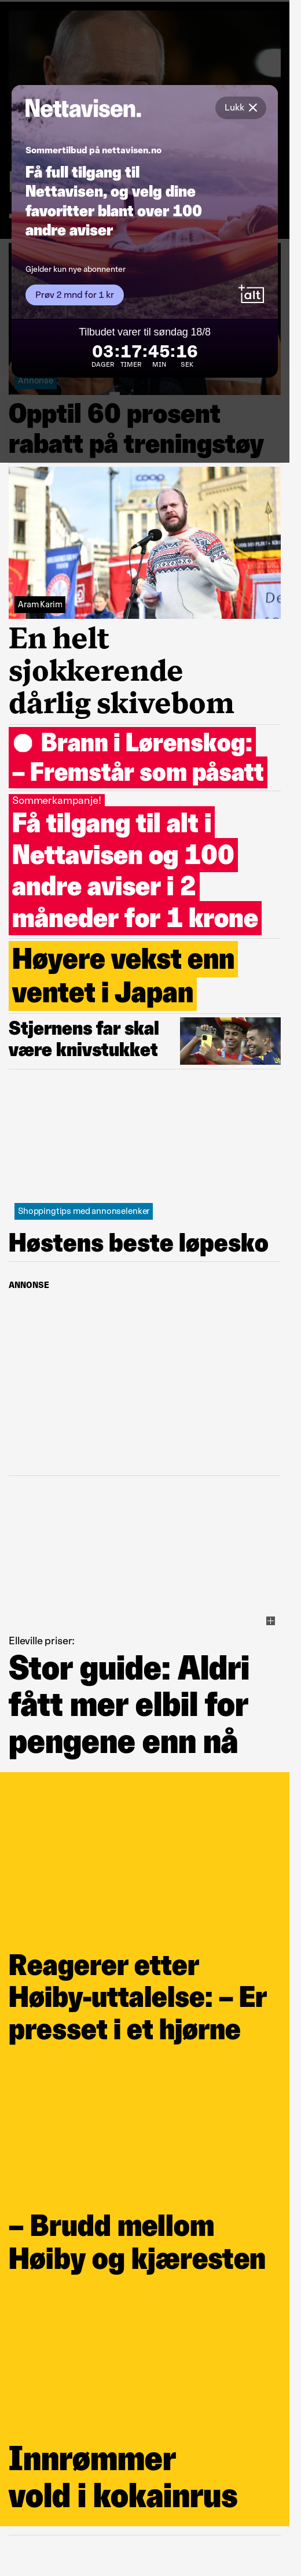 Nettavisen.
Lukk
Sommertilbud på nettavisen.no
Få full tilgang til
Nettavisen, og velg dine
favoritter blant over 100
andre aviser
Gjelder kun nye abonnenter
Prøv 2 mnd for 1 kr
+alt
Tilbudet varer til søndag 18/8
03:17:45:16
DAGER TIMER MIN SEK
Annonse
Opptil 60 prosent
rabatt på treningstøy
coop
De
Aram Karim
En helt
sjokkerende
dårlig skivebom
Brann i Lørenskog:
– Fremstår som påsatt
Sommerkampanje!
Få tilgang til alt i
Nettavisen og 100
andre aviser i 2
måneder for 1 krone
Høyere vekst enn
ventet i Japan
Stjernens far skal
være knivstukket
Shoppingtips med annonselenker
Høstens beste løpesko
ANNONSE
Elleville priser:
Stor guide: Aldri
fått mer elbil for
pengene enn nå
Reagerer etter
Høiby-uttalelse: – Er
presset i et hjørne
– Brudd mellom
Høiby og kjæresten
Innrømmer
vold i kokainrus